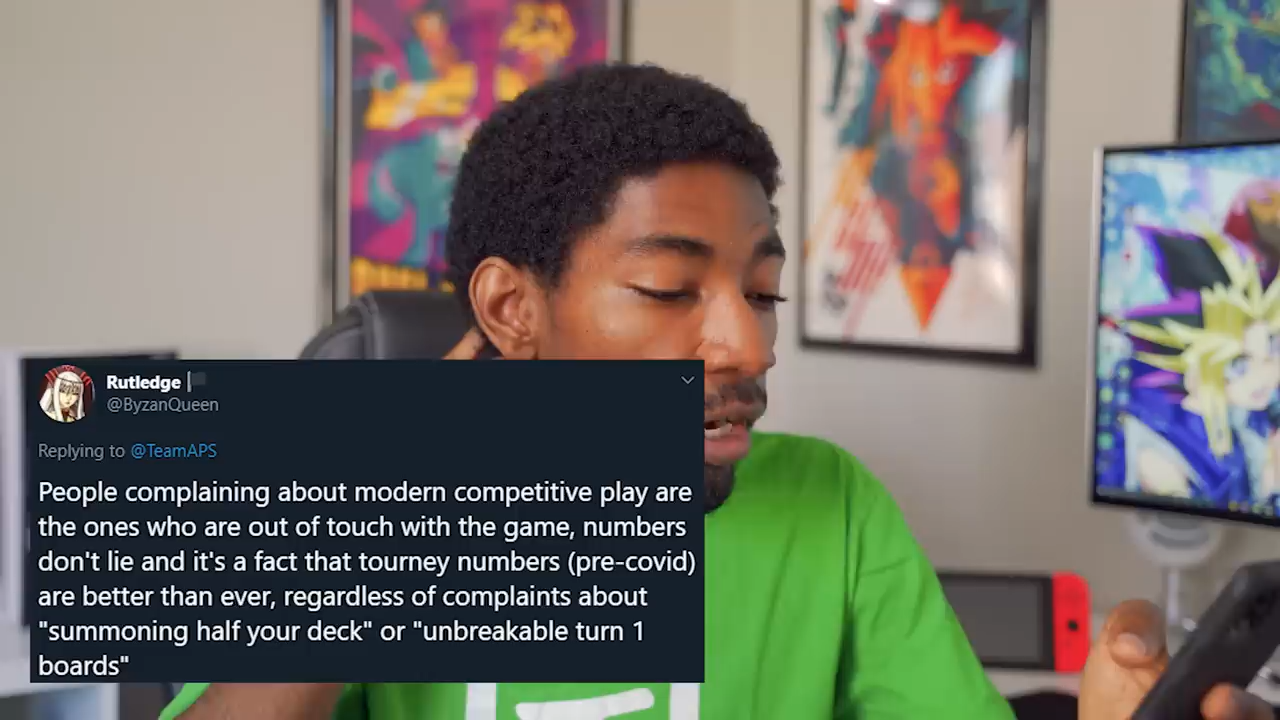 Rutledge
@ByzanQueen
Replying to @TeamAPS
People complaining about modern competitive play are
the ones who are out of touch with the game, numbers
don't lie and it's a fact that tourney numbers (pre-covid)
are better than ever, regardless of complaints about
"summoning half your deck" or "unbreakable turn 1
boards"